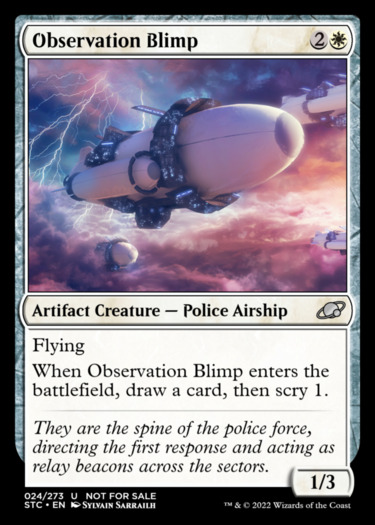 Observation Blimp 2
Artifact Creature — Police Airship
Flying
When Observation Blimp enters the
battlefield, draw a card, then scry 1.
They are the spine of the police force,
directing the first response and acting as
relay beacons across the sectors.
1/3
024/273 U NOT FOR SALE
STC • EN Sylvain Sarrailh
™ & © 2022 Wizards of the Coast